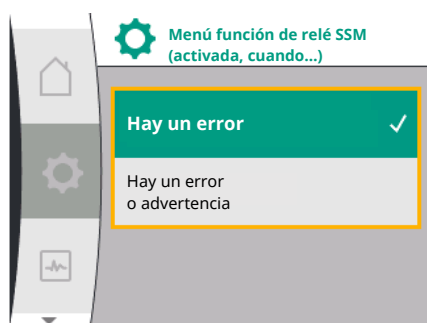 Menú función de relé SSM
(activada, cuando...)
Hay un error
Hay un error
o advertencia